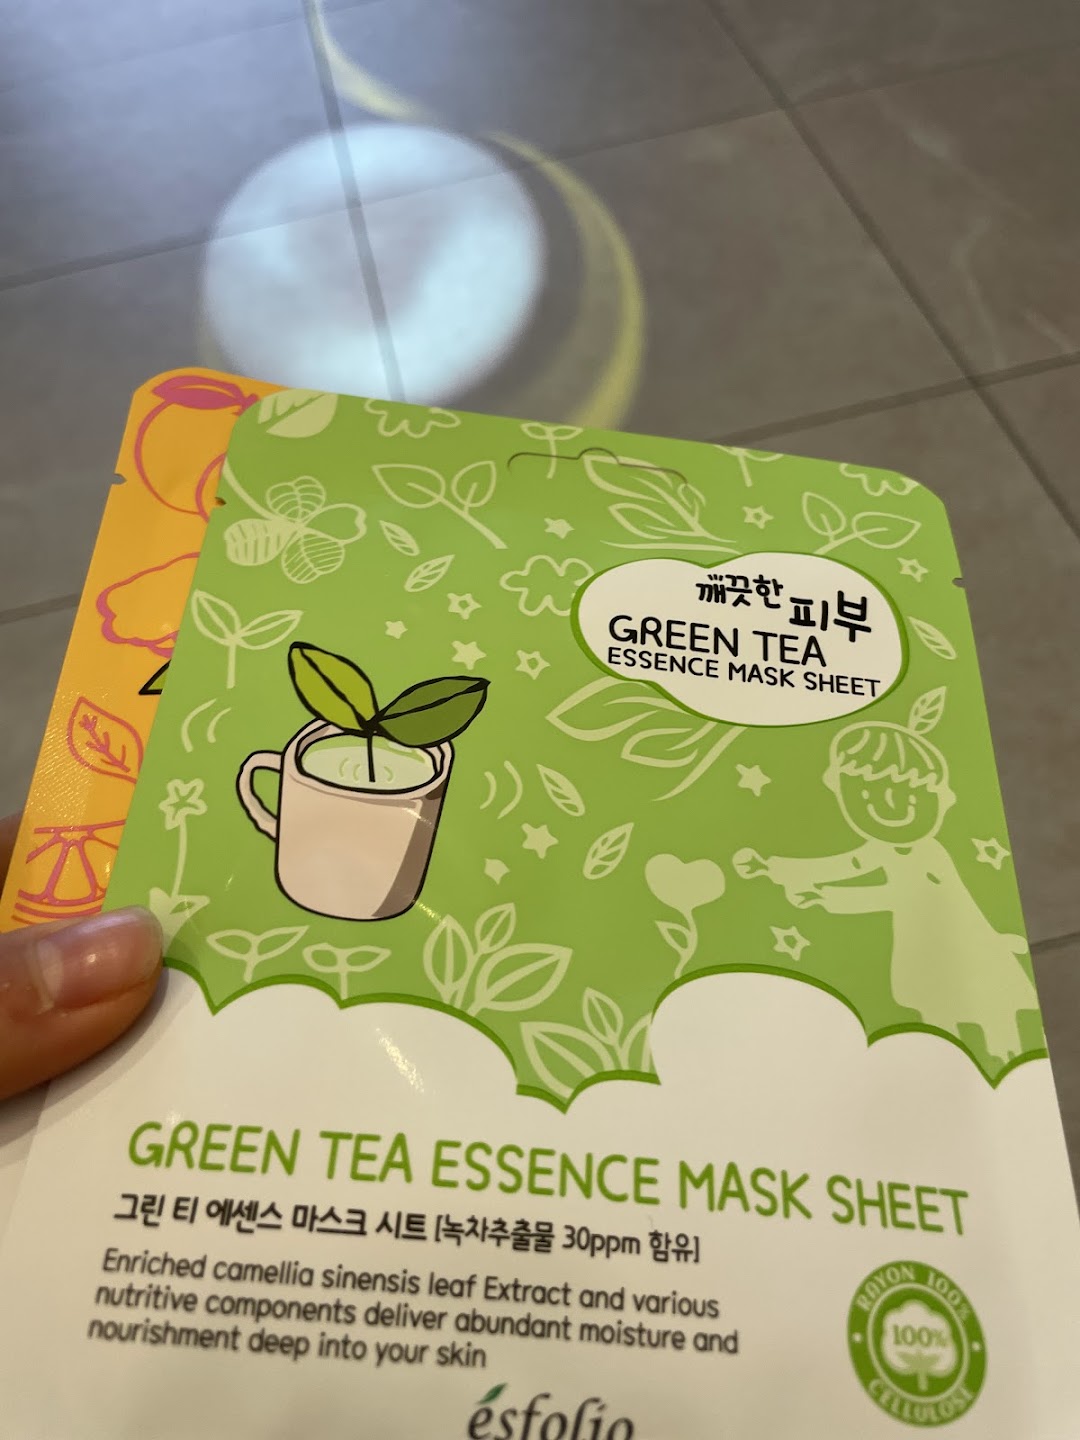 깨끗한 피부
GREEN TEA
ESSENCE MASK SHEET
GREEN TEA ESSENCE MASK SHEET
그린 티 에센스 마스크 시트 [녹차추출물 30ppm 함유]
Enriched camellia sinensis leaf Extract and various
nutritive components deliver abundant moisture and
nourishment deep into your skin
RAYON 100%
100%
CELLULOSE
ésfolio